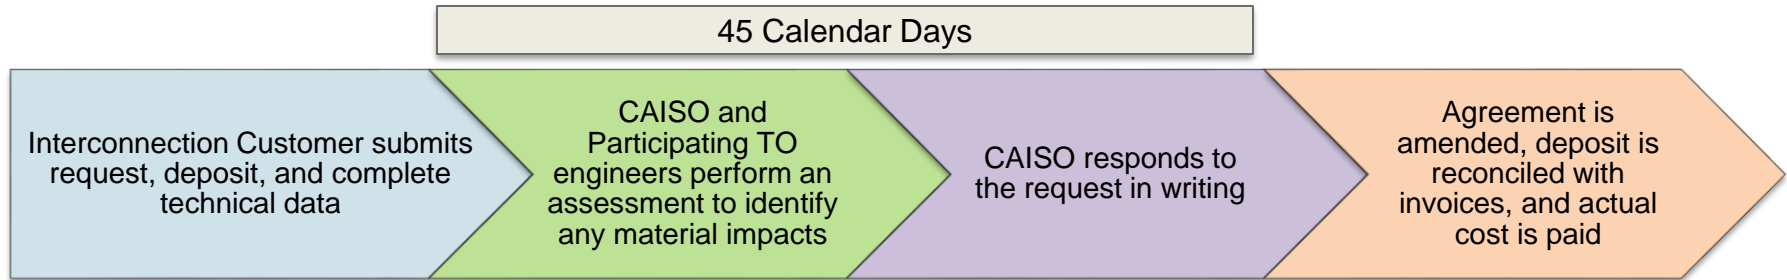 45 Calendar Days
Interconnection Customer submits
request, deposit, and complete
technical data
CAISO and
Participating TO
engineers perform an
assessment to identify
any material impacts
CAISO responds to
the request in writing
Agreement is
amended, deposit is
reconciled with
invoices, and actual
cost is paid